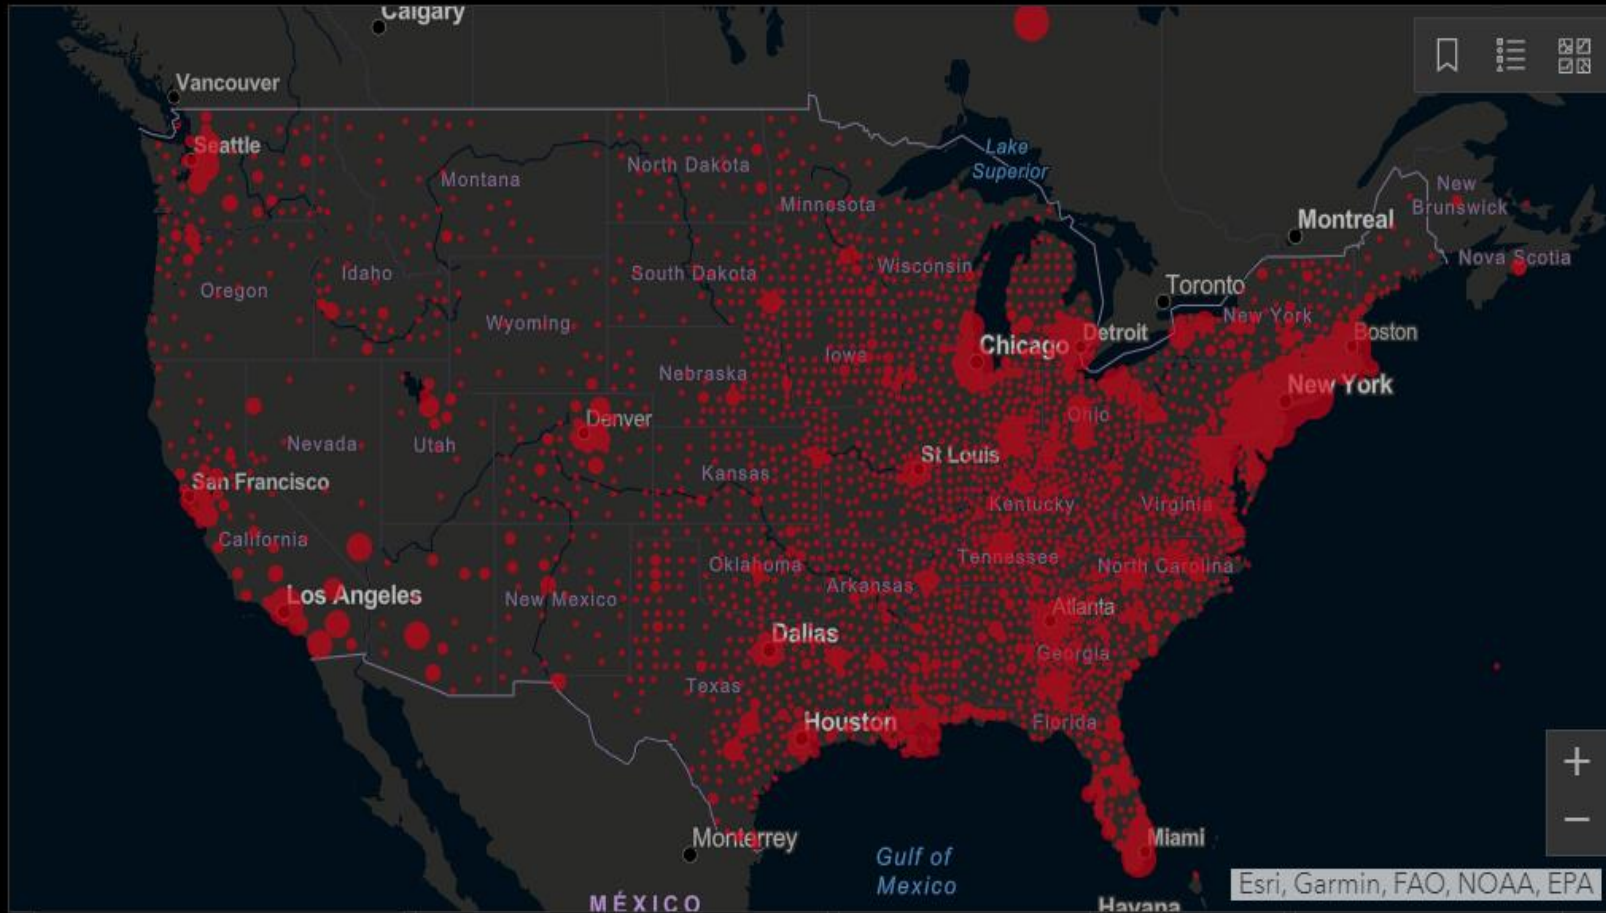 Calgary
Vancouver
Seattle
Montana
North Dakota
Minnesota
Lake
Superior
New
Brunswick
Montreal
Nova Scotia
Oregon
Idaho
South Dakota
Wisconsin
Toronto
Wyoming
New York
Chicago
Detroit
Boston
Iowa
Nebraska
New York
Denver
Ohio
Nevada
Utah
St Louis
Kansas
San Francisco
Kentucky
Virginia
California
Oklahoma
Tennessee
North Carolina
Arkansas
Los Angeles
New Mexico
Atlanta
Dallas
Georgia
Texas
Houston
Florida
Monterrey
Miami
Gulf of
Mexico
MÉXICO
Havana
+
−
Esri, Garmin, FAO, NOAA, EPA